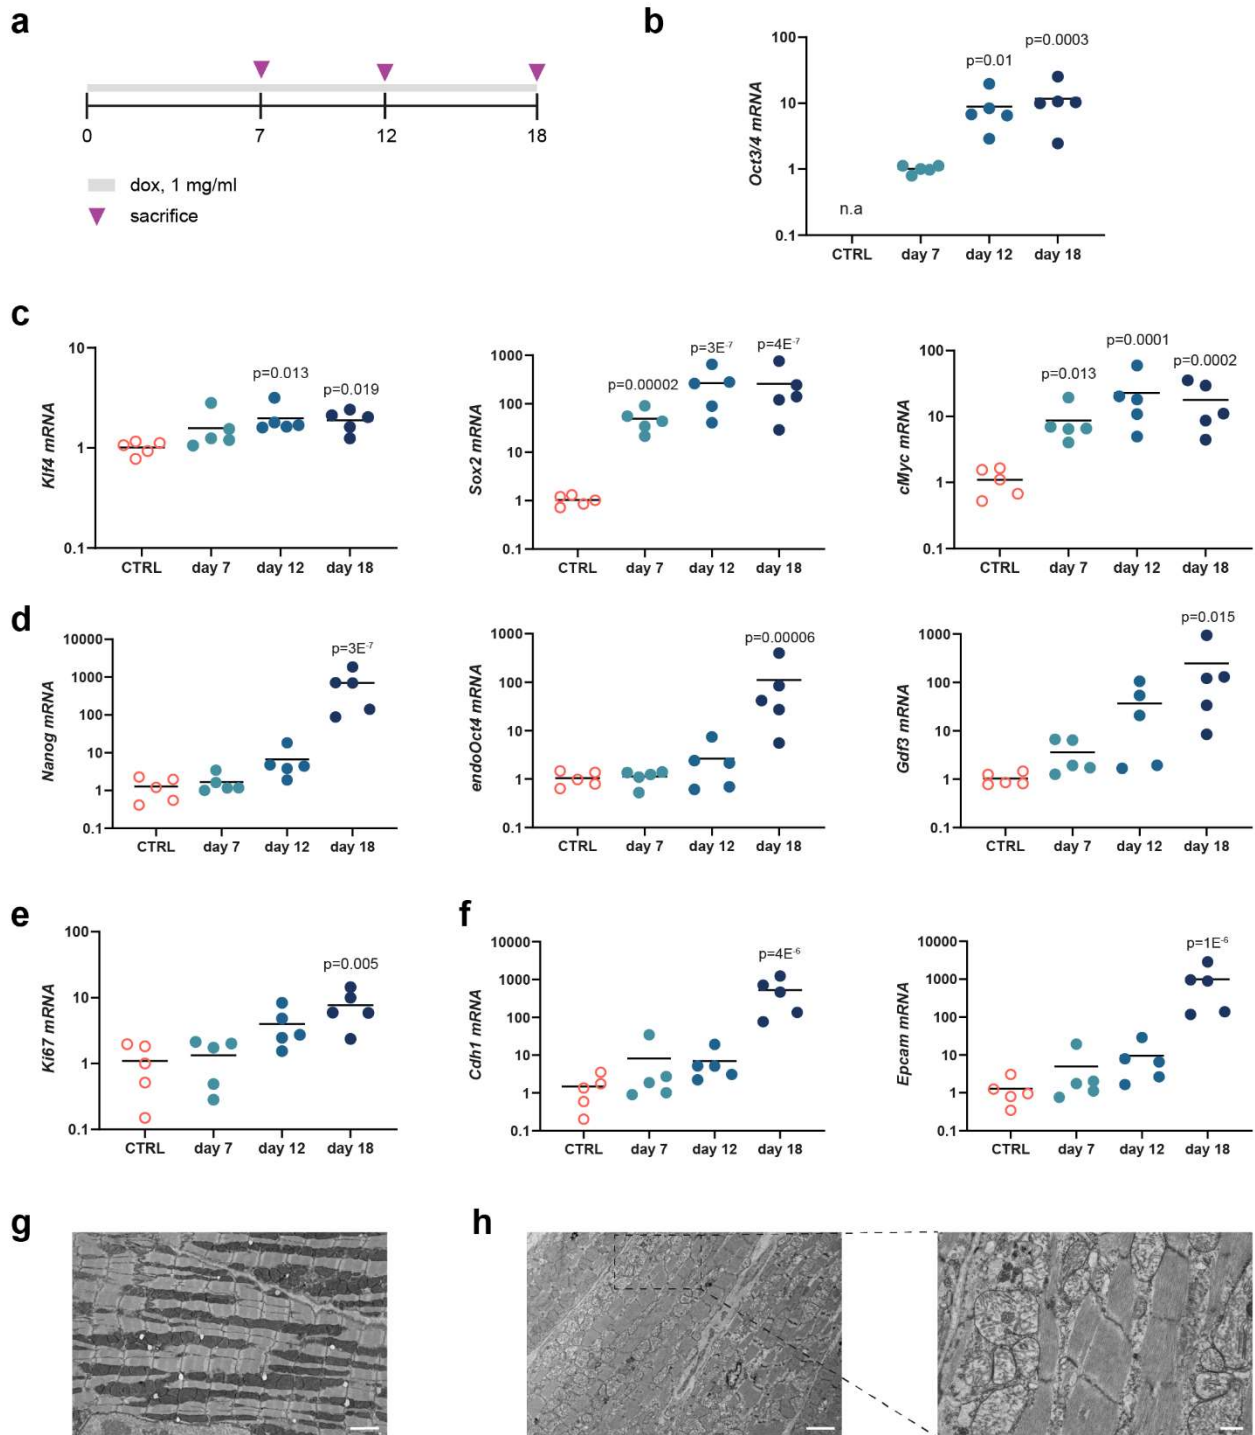 a
0 7 12 18
dox, 1 mg/ml
sacrifice
b
Oct3/4 mRNA
100
10
1
0.1
n.a
p=0.01
p=0.0003
CTRL day 7 day 12 day 18
c
Klf4 mRNA
10
1
0.1
p=0.013
p=0.019
CTRL day 7 day 12 day 18
Sox2 mRNA
1000
100
10
1
0.1
p=0.00002
p=3E-7
p=4E-7
CTRL day 7 day 12 day 18
cMyc mRNA
100
10
1
0.1
p=0.013
p=0.0001
p=0.0002
CTRL day 7 day 12 day 18
d
Nanog mRNA
10000
1000
100
10
1
0.1
p=3E-7
CTRL day 7 day 12 day 18
endoOct4 mRNA
1000
100
10
1
0.1
p=0.00006
CTRL day 7 day 12 day 18
Gdf3 mRNA
1000
100
10
1
0.1
p=0.015
CTRL day 7 day 12 day 18
e
Ki67 mRNA
100
10
1
0.1
p=0.005
CTRL day 7 day 12 day 18
f
Cdh1 mRNA
10000
1000
100
10
1
0.1
p=4E-6
CTRL day 7 day 12 day 18
Epcam mRNA
10000
1000
100
10
1
0.1
p=1E-6
CTRL day 7 day 12 day 18
g
h